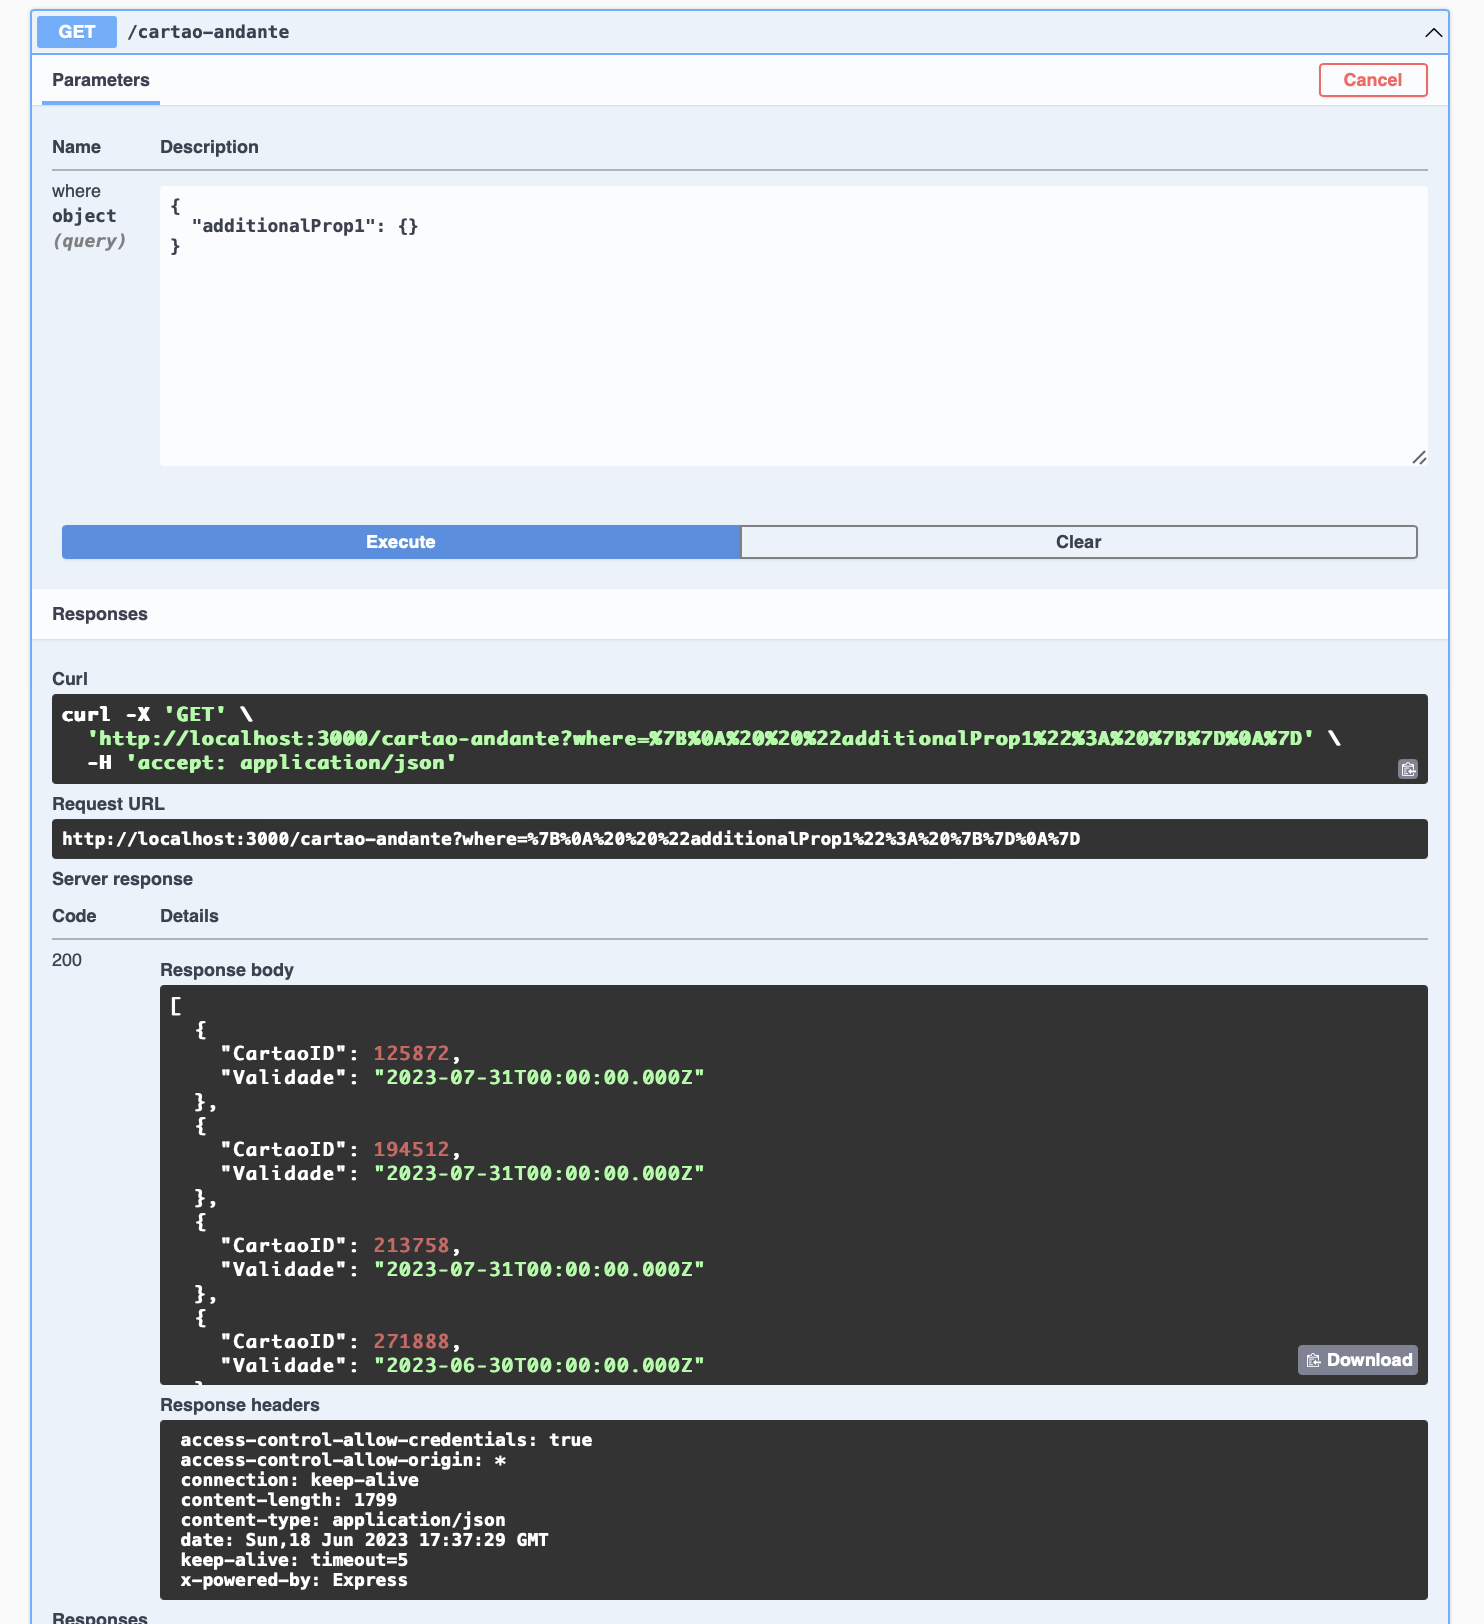 GET /cartao-andante
Parameters
Cancel
Name Description
where
object
(query)
{
"additionalProp1": {}
}
Execute
Clear
Responses
Curl
curl -X 'GET' \
'http://localhost:3000/cartao-andante?where=%7B%0A%20%20%22additionalProp1%22%3A%20%7B%7D%0A%7D' \
-H 'accept: application/json'
Request URL
http://localhost:3000/cartao-andante?where=%7B%0A%20%20%22additionalProp1%22%3A%20%7B%7D%0A%7D
Server response
Code Details
200
Response body
[
{
"CartaoID": 125872,
"Validade": "2023-07-31T00:00:00.000Z"
},
{
"CartaoID": 194512,
"Validade": "2023-07-31T00:00:00.000Z"
},
{
"CartaoID": 213758,
"Validade": "2023-07-31T00:00:00.000Z"
},
{
"CartaoID": 271888,
"Validade": "2023-06-30T00:00:00.000Z"
Download
Response headers
access-control-allow-credentials: true
access-control-allow-origin: *
connection: keep-alive
content-length: 1799
content-type: application/json
date: Sun,18 Jun 2023 17:37:29 GMT
keep-alive: timeout=5
x-powered-by: Express
Responses